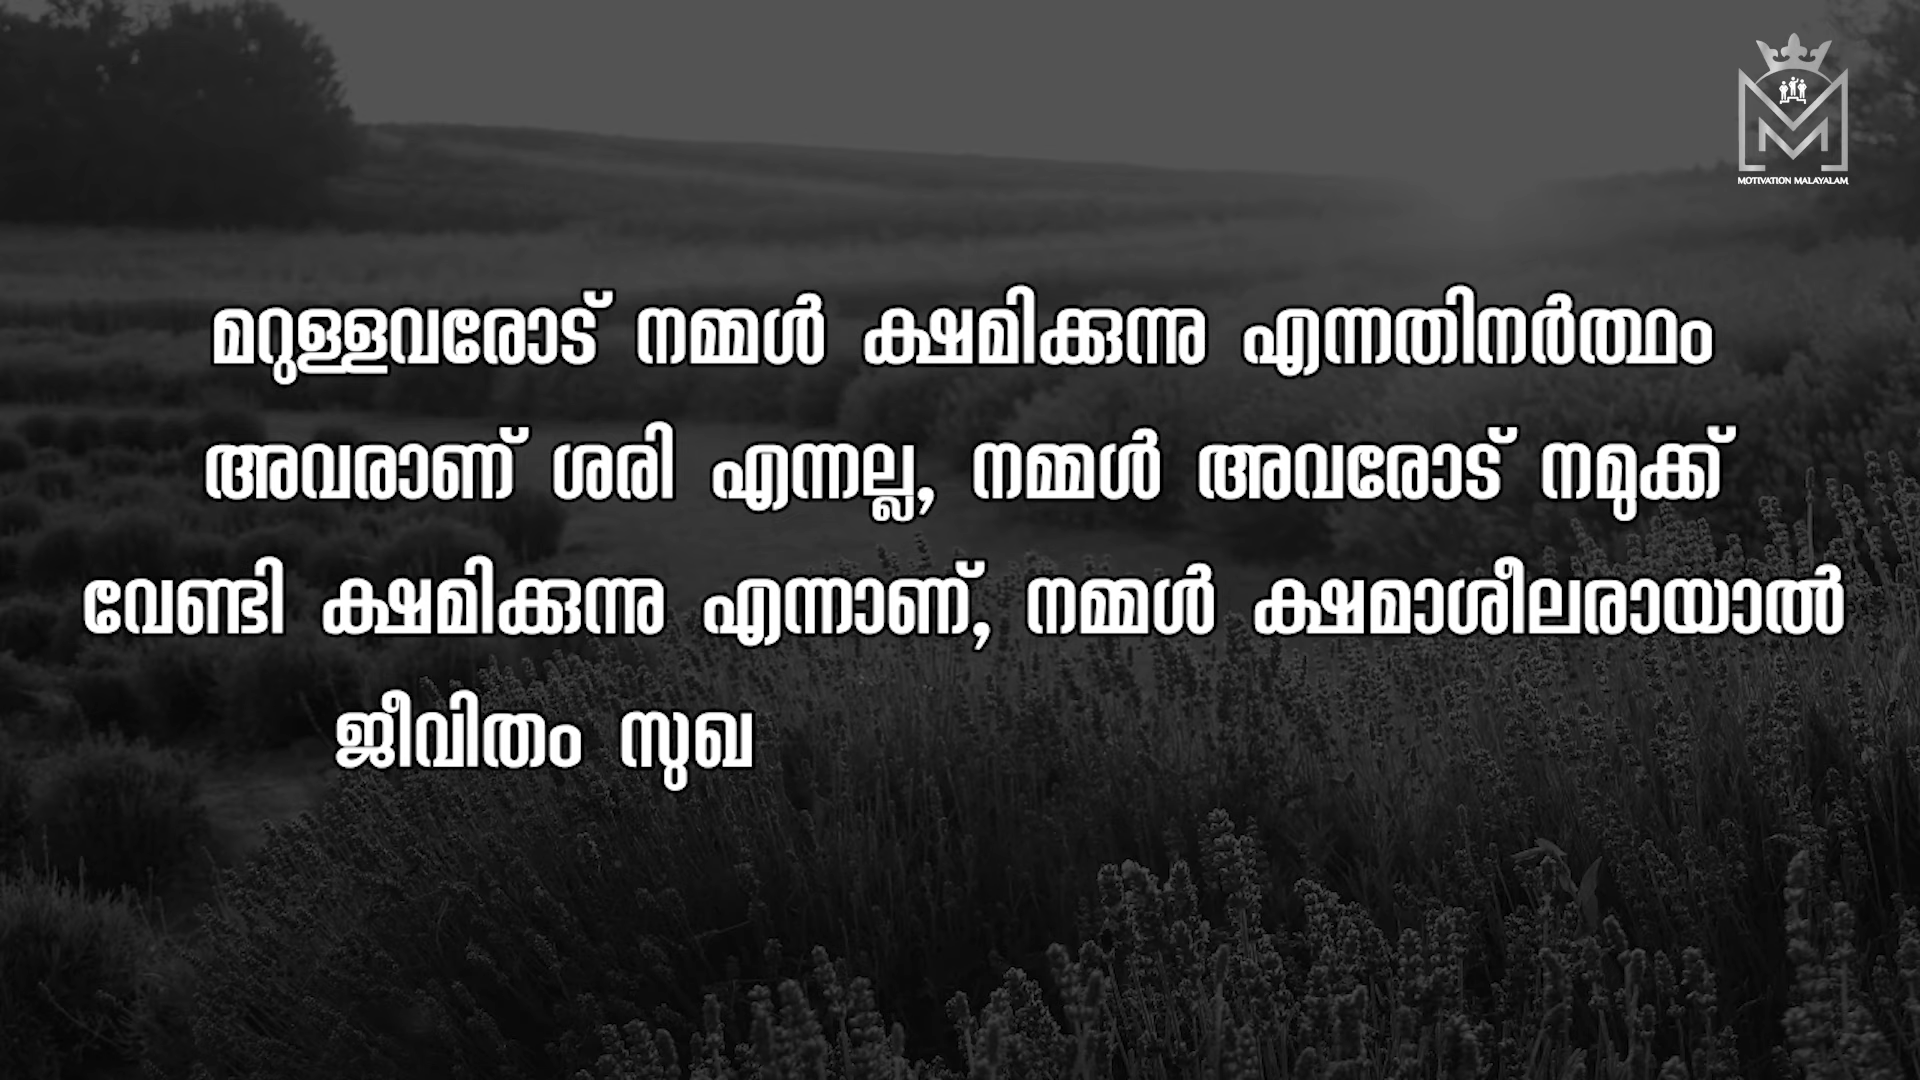 MOTIVATION MALAYALAM
മറുള്ളവരോട് നമ്മൾ ക്ഷമിക്കുന്നു എന്നതിനർത്ഥം
അവരാണ് ശരി എന്നല്ല, നമ്മൾ അവരോട് നമുക്ക്
വേണ്ടി ക്ഷമിക്കുന്നു എന്നാണ്, നമ്മൾ ക്ഷമാശീലരായാൽ
ജീവിതം സുഖ